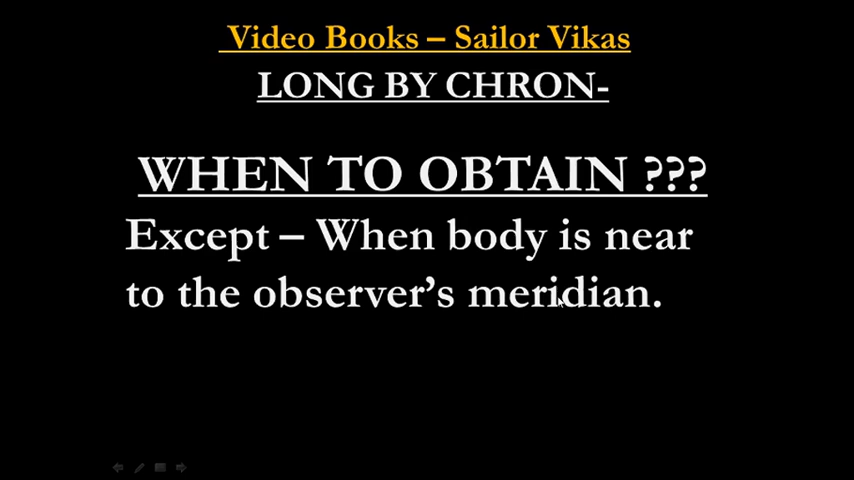 Video Books – Sailor Vikas
LONG BY CHRON-
WHEN TO OBTAIN ???
Except – When body is near
to the observer’s meridian.